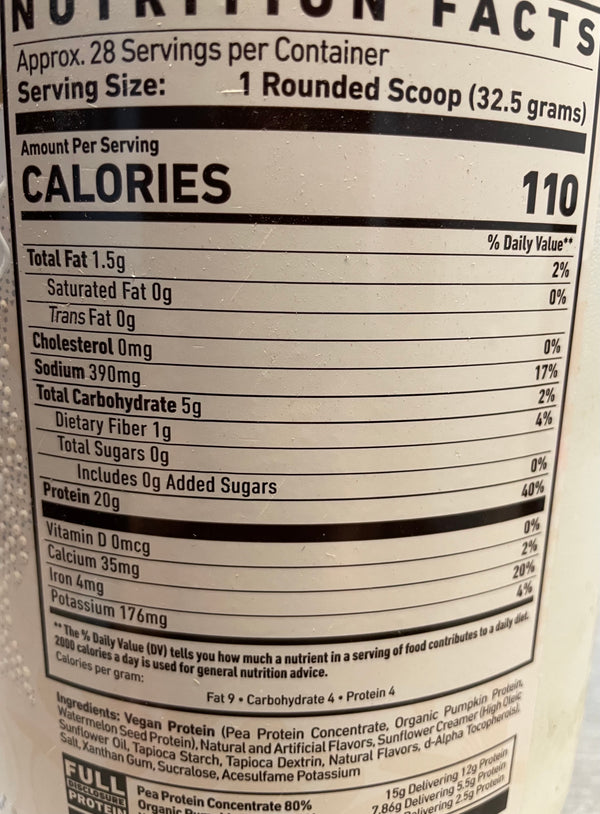 NUTRITION FACTS
Approx. 28 Servings per Container
Serving Size: 1 Rounded Scoop (32.5 grams)
Amount Per Serving
CALORIES 110
% Daily Value**
Total Fat 1.5g 2%
Saturated Fat 0g 0%
Trans Fat 0g
Cholesterol 0mg 0%
Sodium 390mg 17%
Total Carbohydrate 5g 2%
Dietary Fiber 1g 4%
Total Sugars 0g
Includes 0g Added Sugars 0%
Protein 20g 40%
Vitamin D 0mcg 0%
Calcium 35mg 2%
Iron 4mg 20%
Potassium 176mg 4%
** The % Daily Value (DV) tells you how much a nutrient in a serving of food contributes to a daily diet.
2000 calories a day is used for general nutrition advice.
Calories per gram:
Fat 9 • Carbohydrate 4 • Protein 4
Ingredients: Vegan Protein (Pea Protein Concentrate, Organic Pumpkin Protein,
Watermelon Seed Protein), Natural and Artificial Flavors, Sunflower Creamer (High Oleic
Sunflower Oil, Tapioca Starch, Tapioca Dextrin, Natural Flavors, d-Alpha Tocopherols),
Salt, Xanthan Gum, Sucralose, Acesulfame Potassium
FULL
DISCLOSURE
PROTEIN
Pea Protein Concentrate 80% 15g Delivering 12g Protein
Organic 7.86g Delivering 5.5g Protein
Delivering 2.5g Protein